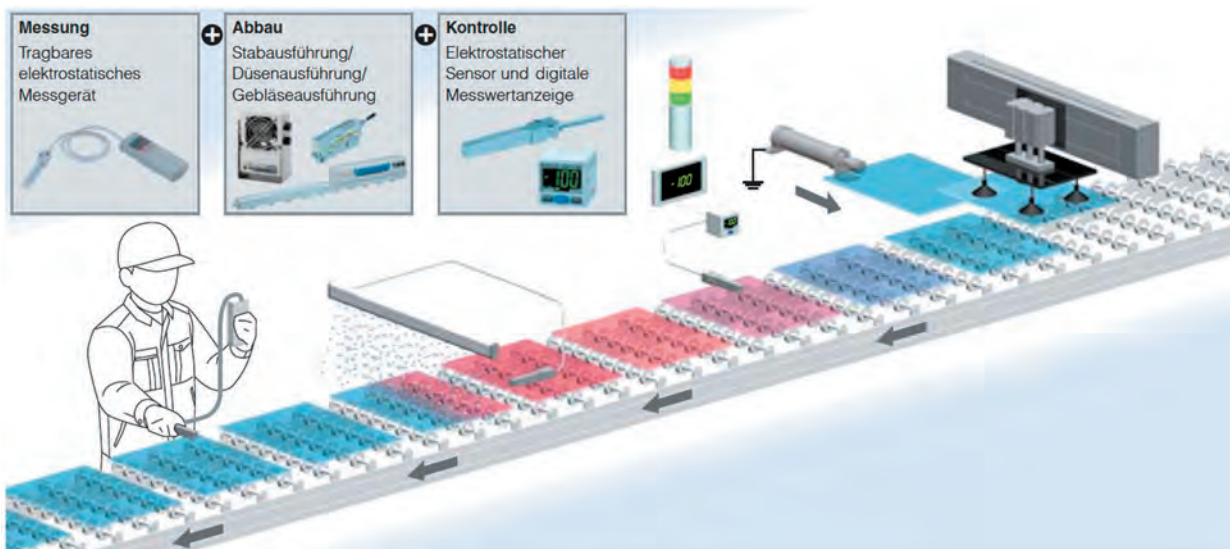 Messung
Tragbares
elektrostatisches
Messgerät
Abbau
Stabausführung/
Düsenausführung/
Gebläseausführung
Kontrolle
Elektrostatischer
Sensor und digitale
Messwertanzeige
-100
-100